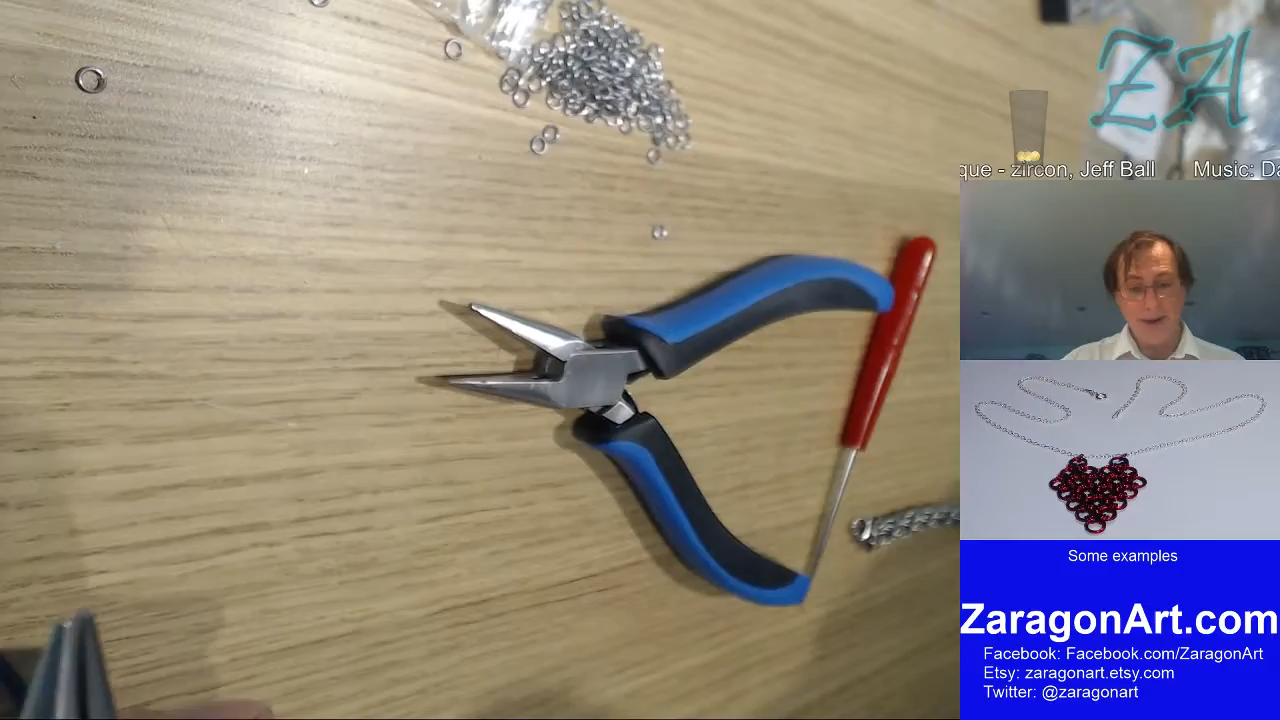 ZA
que - zircon, Jeff Ball Music: Da
Some examples
ZaragonArt.com
Facebook: Facebook.com/ZaragonArt
Etsy: zaragonart.etsy.com
Twitter: @zaragonart